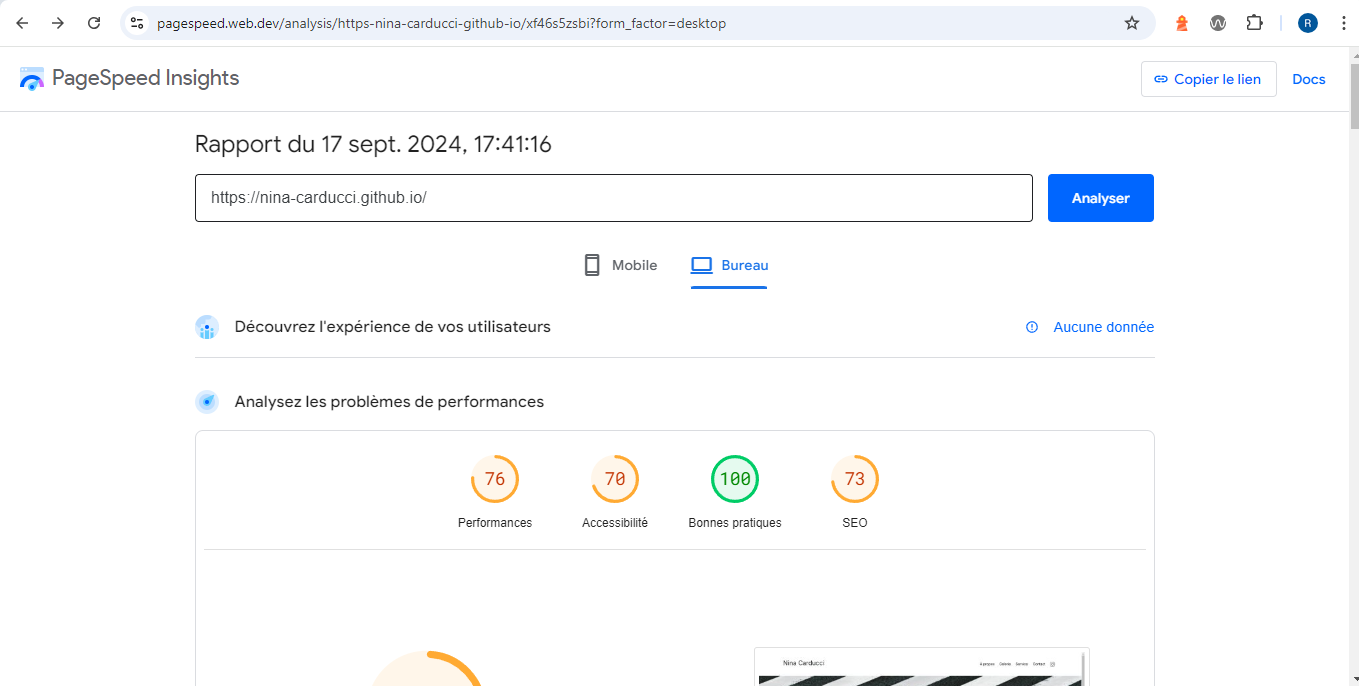 pagespeed.web.dev/analysis/https-nina-carducci-github-io/xf46s5zsbi?form_factor=desktop
R
PageSpeed Insights
Copier le lien
Docs
Rapport du 17 sept. 2024, 17:41:16
https://nina-carducci.github.io/
Analyser
Mobile
Bureau
Découvrez l'expérience de vos utilisateurs
Aucune donnée
Analysez les problèmes de performances
76
70
100
73
Performances
Accessibilité
Bonnes pratiques
SEO
Nina Carducci
A propos Galerie Service Contact